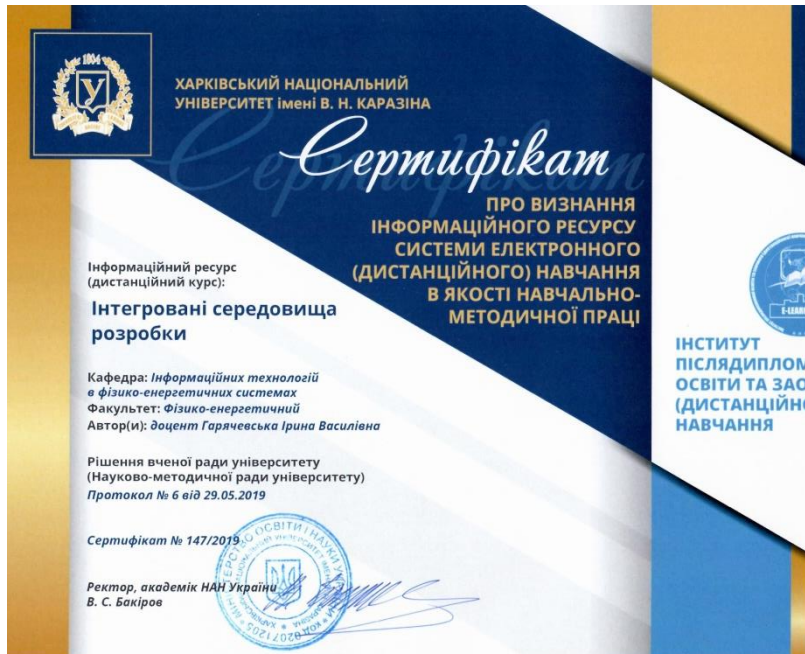 1804
У
ХАРКІВСЬКИЙ НАЦІОНАЛЬНИЙ
УНІВЕРСИТЕТ імені В. Н. КАРАЗІНА
Сертифікат
ПРО ВИЗНАННЯ
ІНФОРМАЦІЙНОГО РЕСУРСУ
СИСТЕМИ ЕЛЕКТРОННОГО
(ДИСТАНЦІЙНОГО) НАВЧАННЯ
В ЯКОСТІ НАВЧАЛЬНО-
МЕТОДИЧНОЇ ПРАЦІ
Інформаційний ресурс
(дистанційний курс):
Інтегровані середовища
розробки
Кафедра: Інформаційних технологій
в фізико-енергетичних системах
Факультет: Фізико-енергетичний
Автор(и): доцент Гарячевська Ірина Василівна
Рішення вченої ради університету
(Науково-методичної ради університету)
Протокол № 6 від 29.05.2019
Сертифікат № 147/2019
Ректор, академік НАН України
В. С. Бакіров
E-LEAR
ІНСТИТУТ
ПІСЛЯДИПЛОМ
ОСВІТИ ТА ЗАО
(ДИСТАНЦІЙНО
НАВЧАННЯ